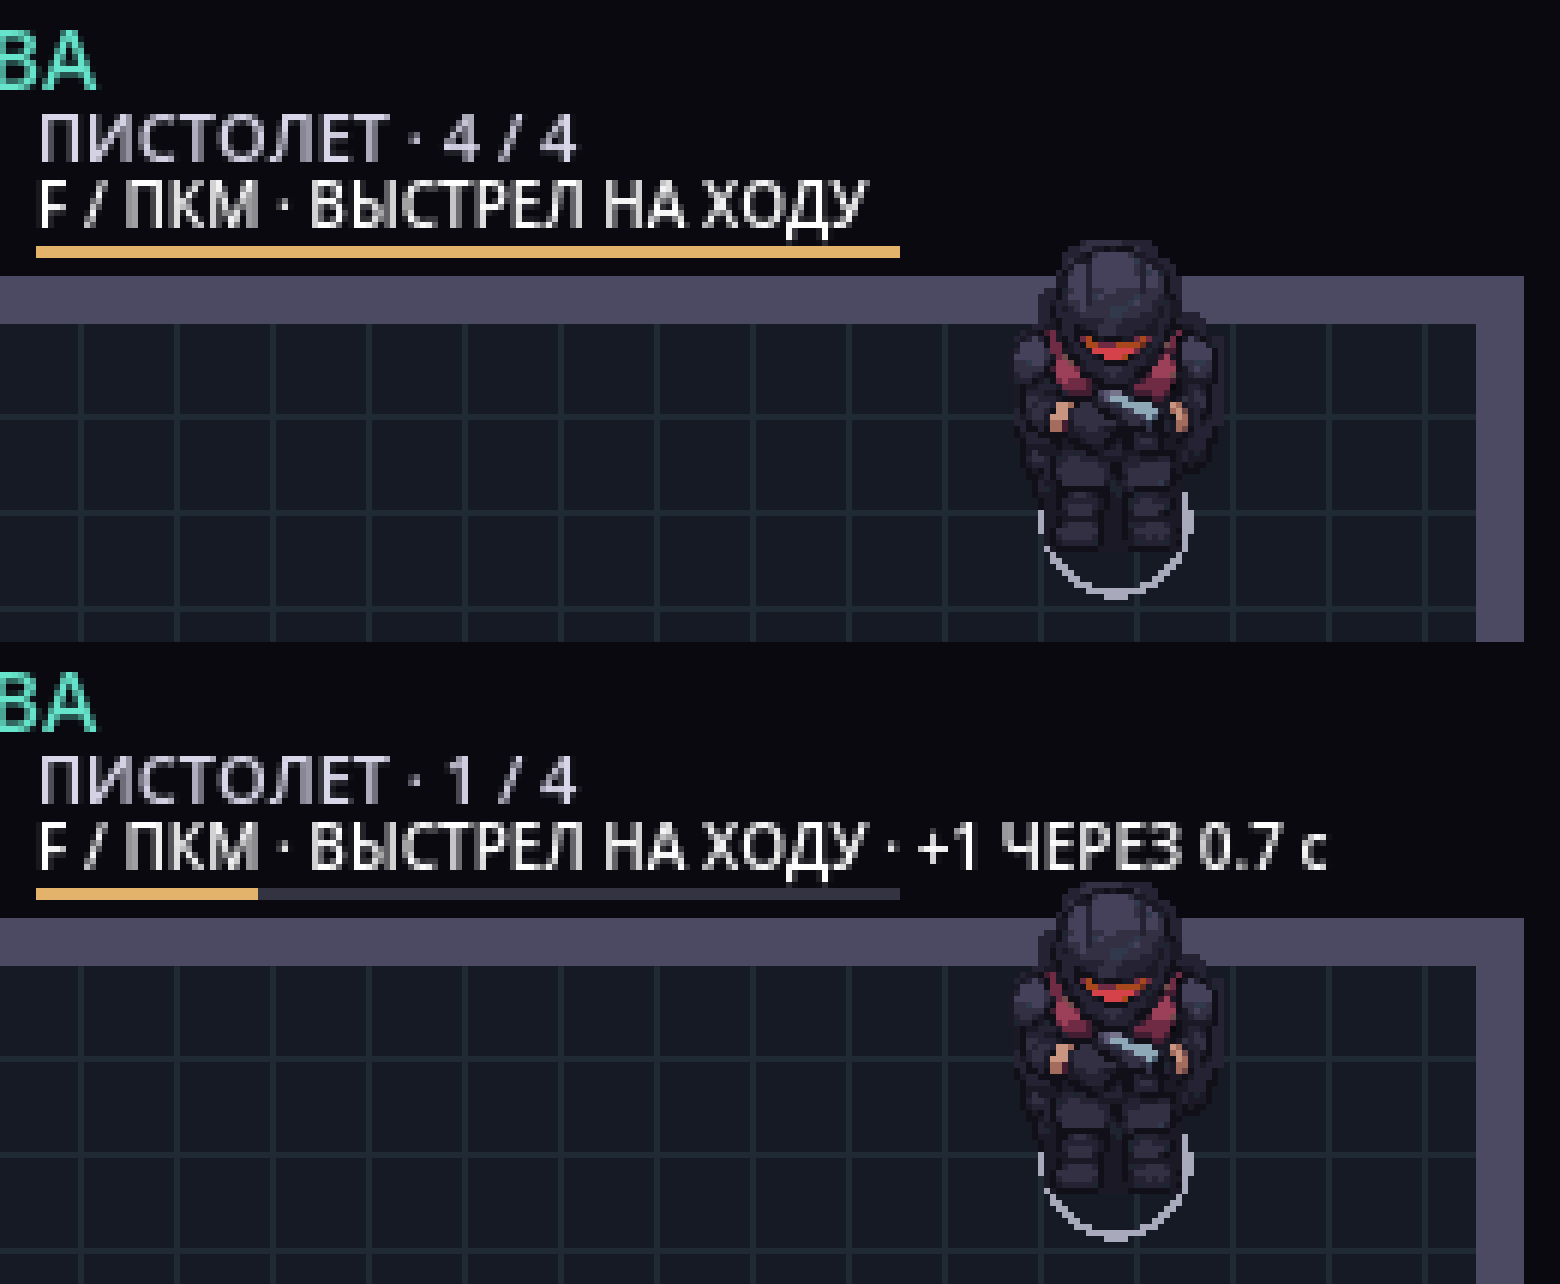 ВА
ПИСТОЛЕТ · 4 / 4
F / ПКМ · ВЫСТРЕЛ НА ХОДУ
ВА
ПИСТОЛЕТ · 1 / 4
F / ПКМ · ВЫСТРЕЛ НА ХОДУ · +1 ЧЕРЕЗ 0.7 с